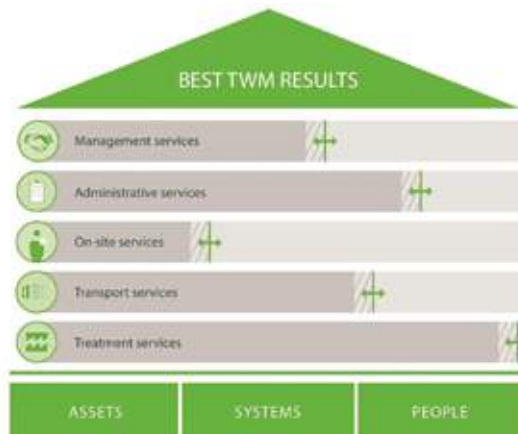 BEST TWM RESULTS
Management services
Administrative services
On-site services
Transport services
Treatment services
ASSETS
SYSTEMS
PEOPLE